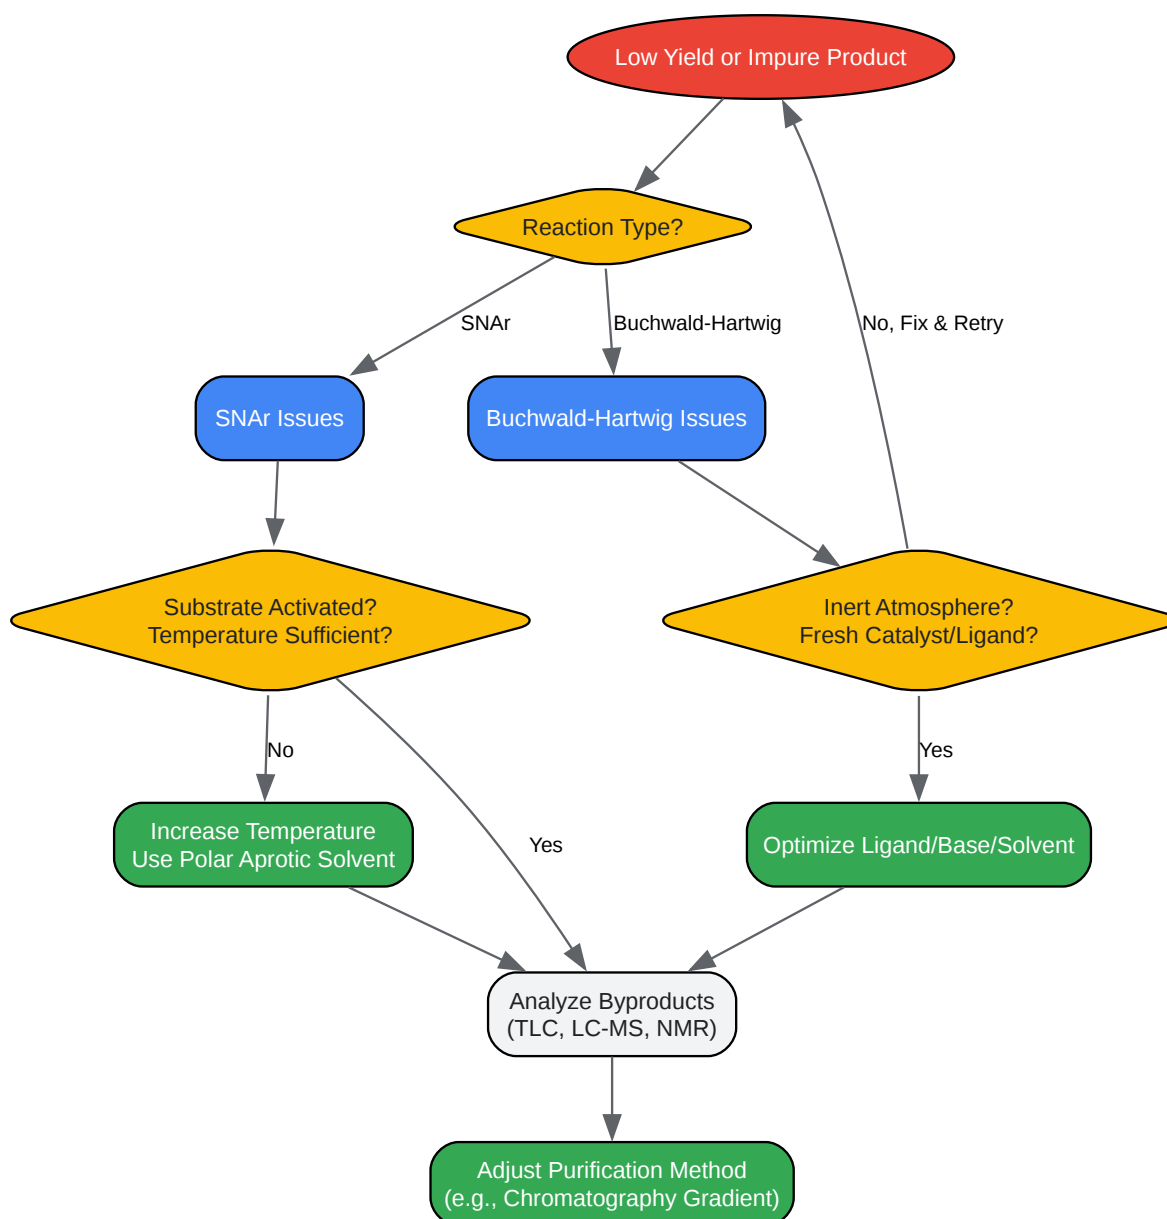 Low Yield or Impure Product
Reaction Type?
SNAr
Buchwald-Hartwig
No, Fix & Retry
SNAr Issues
Buchwald-Hartwig Issues
Substrate Activated?
Temperature Sufficient?
Inert Atmosphere?
Fresh Catalyst/Ligand?
No
Yes
Increase Temperature
Use Polar Aprotic Solvent
Yes
Optimize Ligand/Base/Solvent
Analyze Byproducts
(TLC, LC-MS, NMR)
Adjust Purification Method
(e.g., Chromatography Gradient)